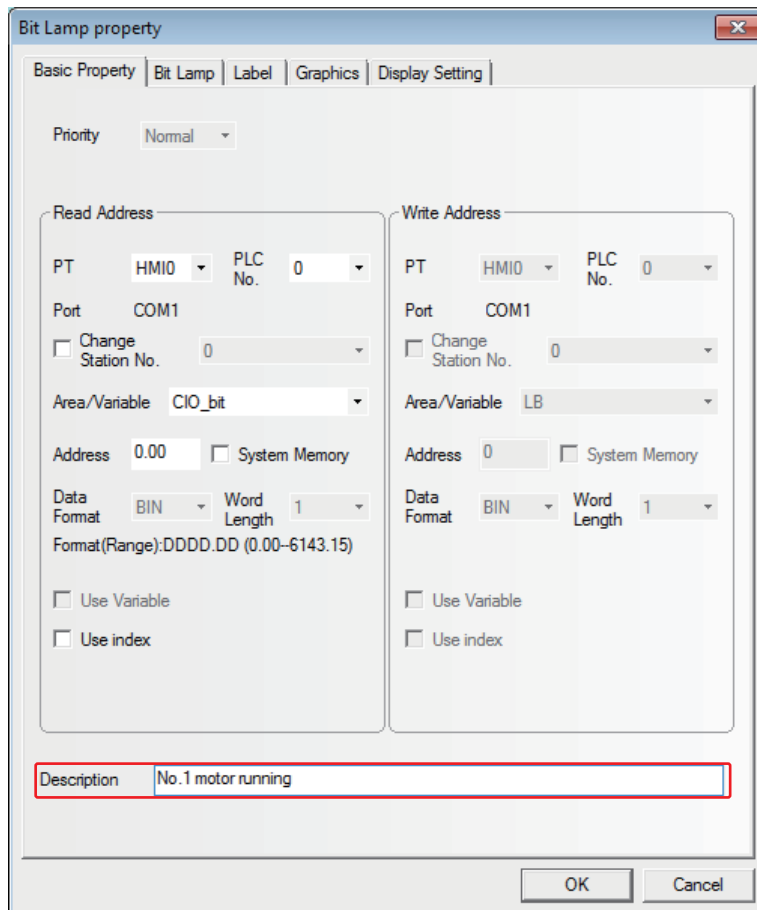 Bit Lamp property
Basic Property Bit Lamp Label Graphics Display Setting
Priority Normal
Read Address
PT HMI0 PLC No. 0
Port COM1
Change Station No. 0
Area/Variable CIO_bit
Address 0.00 System Memory
Data Format BIN Word Length 1
Format(Range):DDDD.DD (0.00--6143.15)
Use Variable
Use index
Write Address
PT HMI0 PLC No. 0
Port COM1
Change Station No. 0
Area/Variable LB
Address 0 System Memory
Data Format BIN Word Length 1
Use Variable
Use index
Description No.1 motor running
OK Cancel